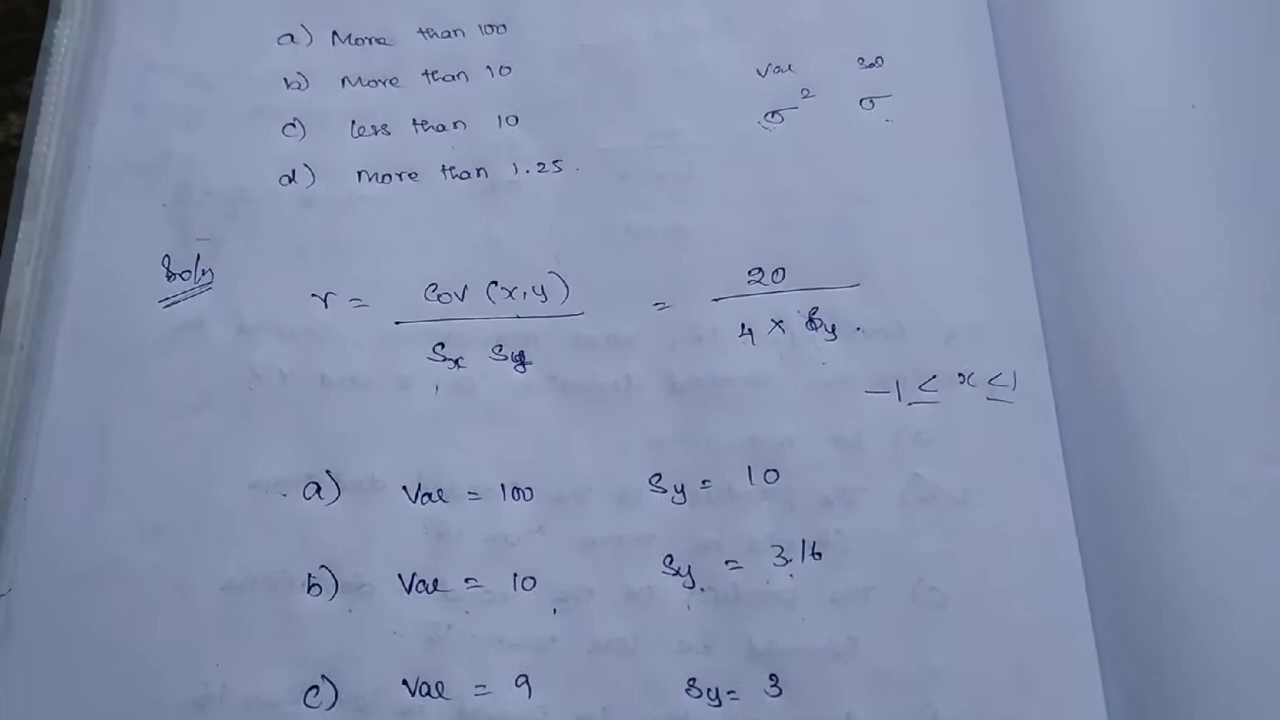 a) More than 100
b) More than 10
c) less than 10
d) more than 1.25.
Var SD
σ² σ
Soln
r = Cov (x,y) / Sx Sy = 20 / 4 × Sy.
-1 ≤ x ≤ 1
a) Var = 100 Sy = 10
b) Var = 10 Sy = 3.16
c) Var = 9 Sy = 3